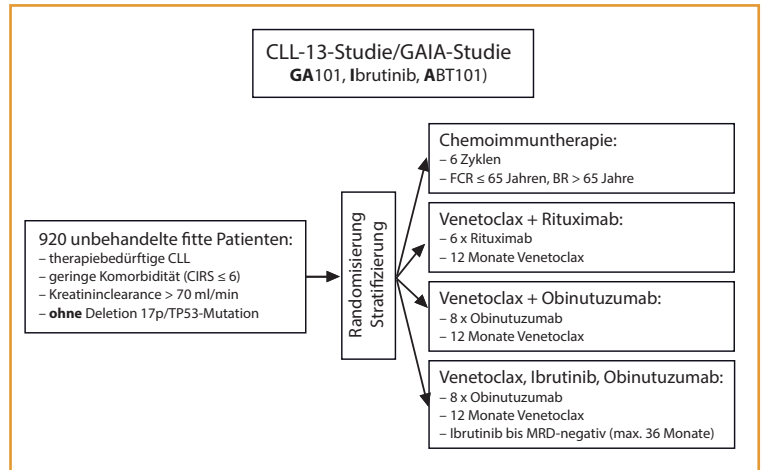 CLL-13-Studie/GAIA-Studie
GA101, Ibrutinib, ABT101)
920 unbehandelte fitte Patienten:
– therapiebedürftige CLL
– geringe Komorbidität (CIRS ≤ 6)
– Kreatininclearance > 70 ml/min
– ohne Deletion 17p/TP53-Mutation
Randomisierung
Stratifizierung
Chemoimmuntherapie:
– 6 Zyklen
– FCR ≤ 65 Jahren, BR > 65 Jahre
Venetoclax + Rituximab:
– 6 x Rituximab
– 12 Monate Venetoclax
Venetoclax + Obinutuzumab:
– 8 x Obinutuzumab
– 12 Monate Venetoclax
Venetoclax, Ibrutinib, Obinutuzumab:
– 8 x Obinutuzumab
– 12 Monate Venetoclax
– Ibrutinib bis MRD-negativ (max. 36 Monate)